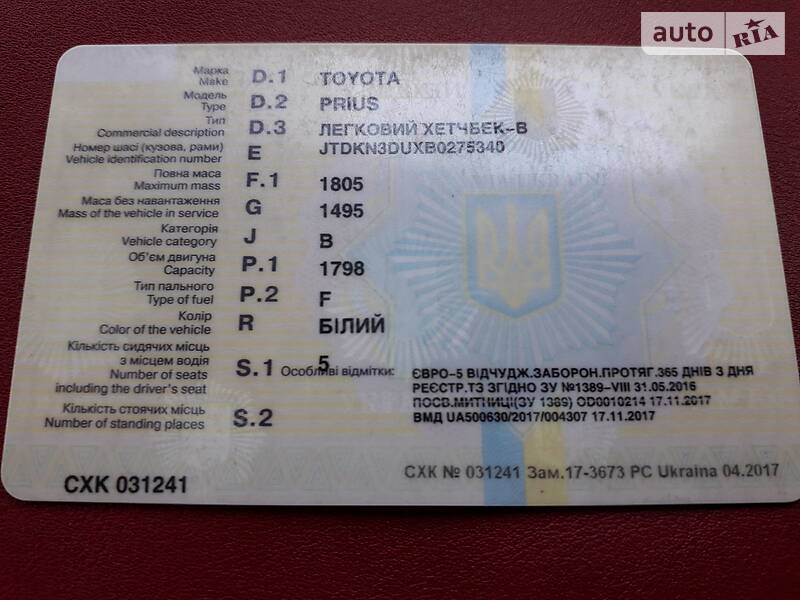 auto RIA
Марка
Make D.1 TOYOTA
Модель
Type D.2 PRIUS
Тип
Commercial description D.3 ЛЕГКОВИЙ ХЕТЧБЕК-B
Номер шасі (кузова, рами)
Vehicle identification number E JTDKN3DUXB0275340
Повна маса
Maximum mass F.1 1805
Маса без навантаження
Mass of the vehicle in service G 1495
Категорія
Vehicle category J B
Об'єм двигуна
Capacity P.1 1798
Тип пального
Type of fuel P.2 F
Колір
Color of the vehicle R БІЛИЙ
Кількість сидячих місць
з місцем водія
Number of seats
including the driver's seat S.1 5
Особливі відмітки: ЄВРО-5 ВІДЧУДЖ.ЗАБОРОН.ПРОТЯГ.365 ДНІВ З ДНЯ
РЕЄСТР.ТЗ ЗГІДНО ЗУ №1389-VIII 31.05.2016
ПОСВ.МИТНИЦІ(ЗУ 1389) OD0010214 17.11.2017
ВМД UA500630/2017/004307 17.11.2017
Кількість стоячих місць
Number of standing places S.2
СХК 031241
СХК № 031241 Зам.17-3673 РС Ukraina 04.2017